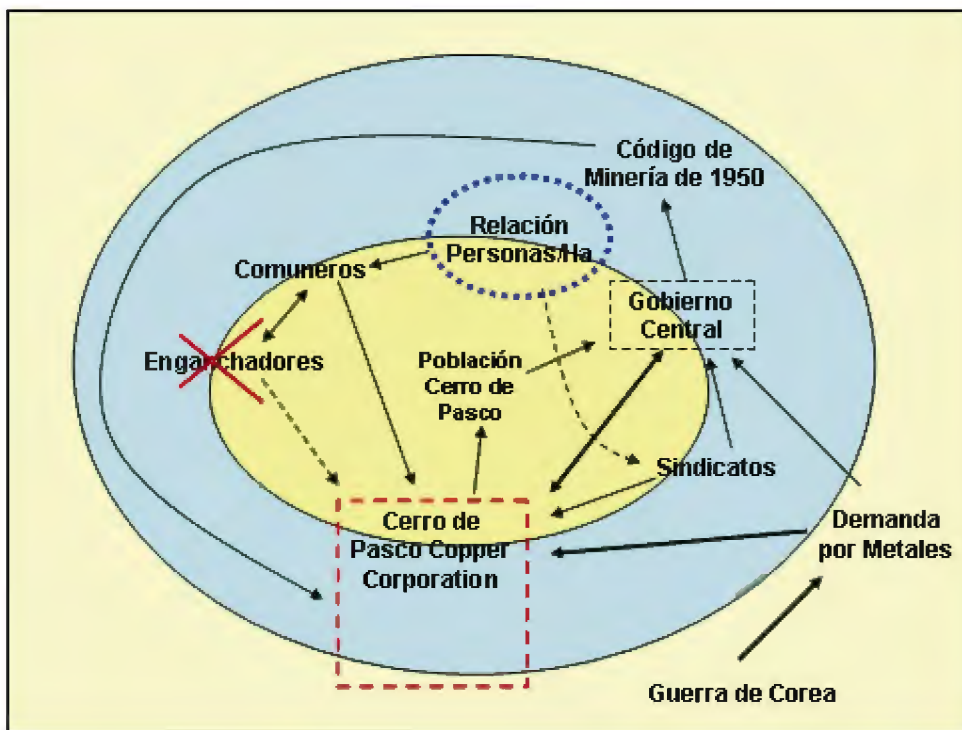 Código de
Minería de 1950
Relación
Personas/Ha
Comuneros
Gobierno
Central
Enganchadores
Población
Cerro de
Pasco
Sindicatos
Cerro de
Pasco Copper
Corporation
Demanda
por Metales
Guerra de Corea